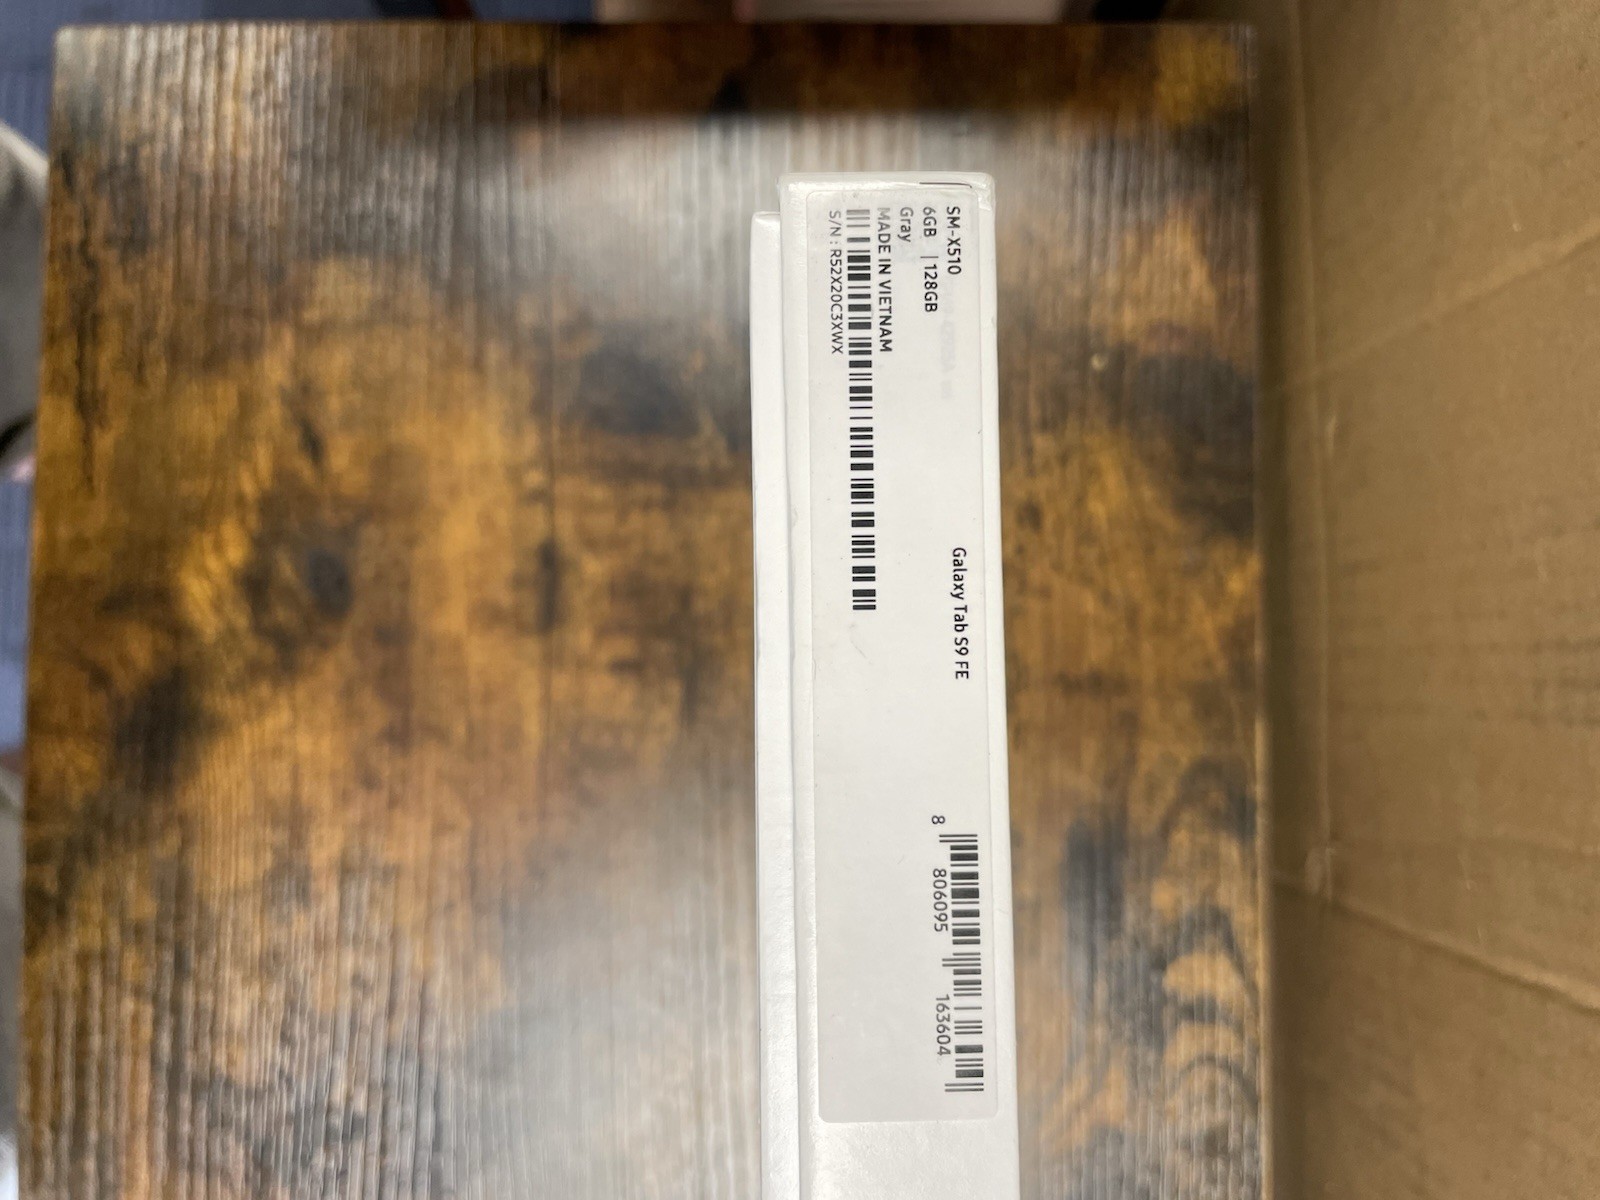 SM-X510
6GB | 128GB
Gray
MADE IN VIETNAM
S/N : R52X20C3XWX
Galaxy Tab S9 FE
8 806095 163604